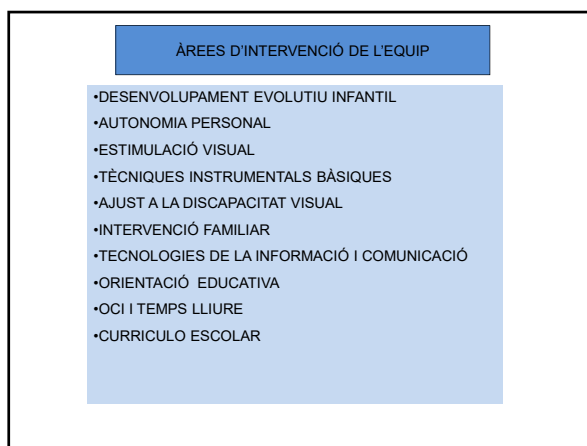 ÀREES D'INTERVENCIÓ DE L'EQUIP
•DESENVOLUPAMENT EVOLUTIU INFANTIL
•AUTONOMIA PERSONAL
•ESTIMULACIÓ VISUAL
•TÈCNIQUES INSTRUMENTALS BÀSIQUES
•AJUST A LA DISCAPACITAT VISUAL
•INTERVENCIÓ FAMILIAR
•TECNOLOGIES DE LA INFORMACIÓ I COMUNICACIÓ
•ORIENTACIÓ  EDUCATIVA
•OCI I TEMPS LLIURE
•CURRICULO ESCOLAR